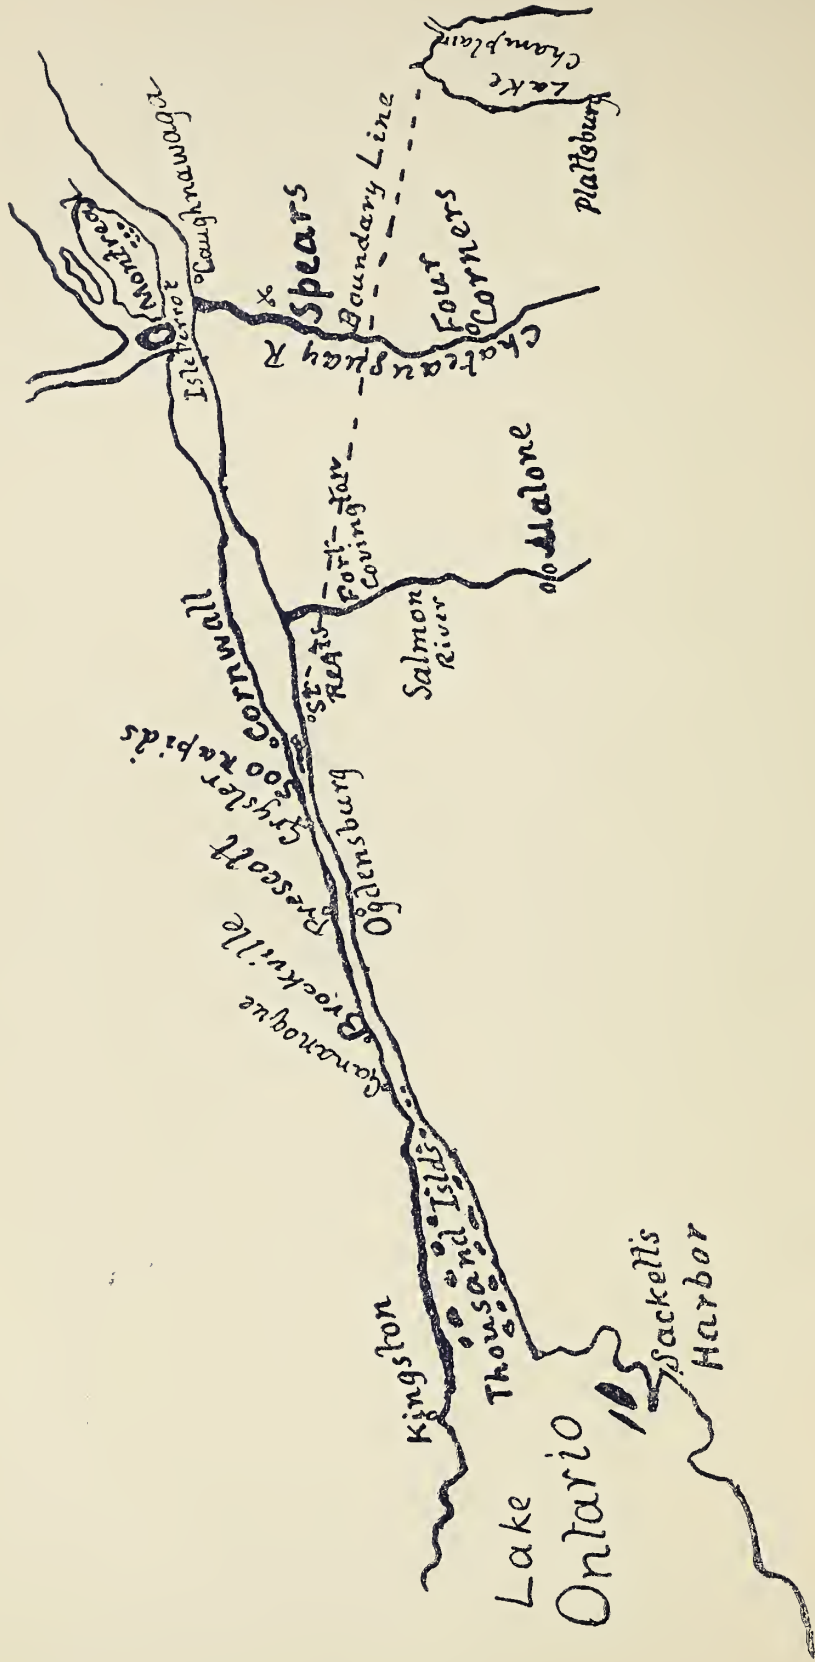 Lake
Ontario
Kingston
Sackett's
Harbor
Thousand Islds
Gananoque
Brockville
Prescott
Ogdensburg
Crysler
Soo Rapids
Cornwall
St-
Regis
Salmon
River
Fort-
Covington
Malone
Isle Perrot
Montreal
Caughnawaga
x
Spears
Chateauguay R
Boundary Line
Four
Corners
Lake
Champlain
Plattsburg